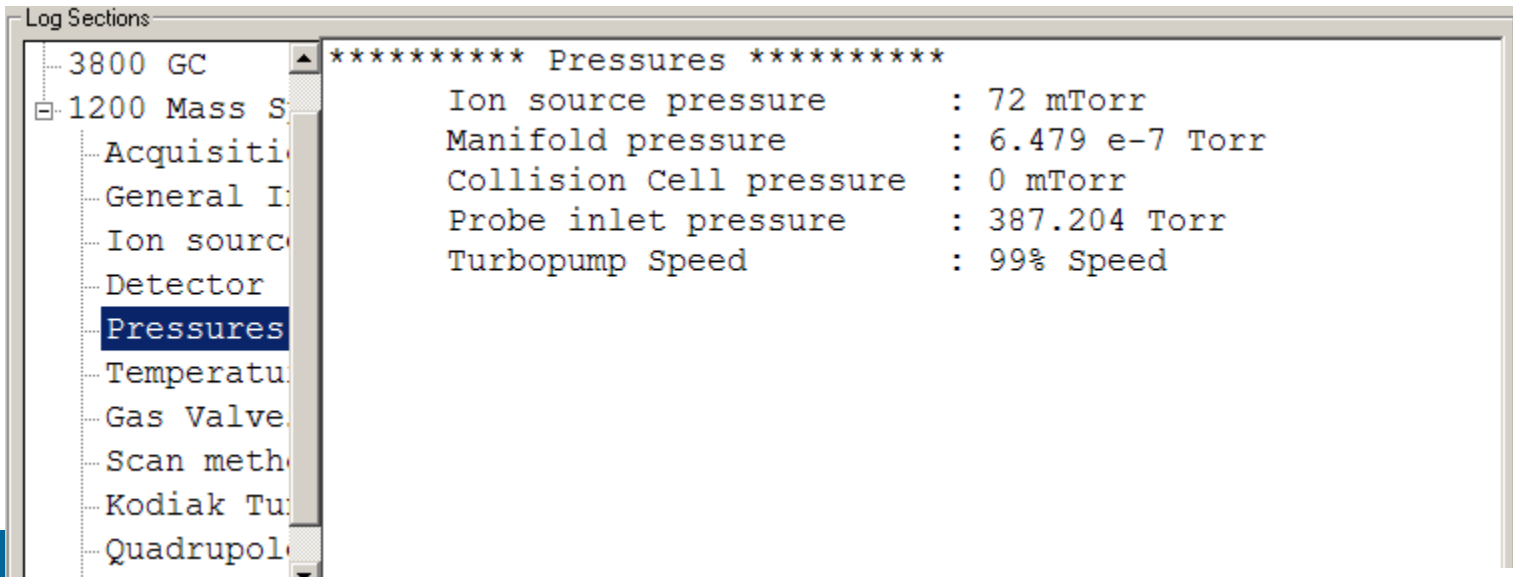 Log Sections
3800 GC
1200 Mass S
Acquisiti
General I
Ion sourc
Detector
Pressures
Temperatu
Gas Valve
Scan meth
Kodiak Tu
Quadrupol
********** Pressures **********
Ion source pressure : 72 mTorr
Manifold pressure : 6.479 e-7 Torr
Collision Cell pressure : 0 mTorr
Probe inlet pressure : 387.204 Torr
Turbopump Speed : 99% Speed